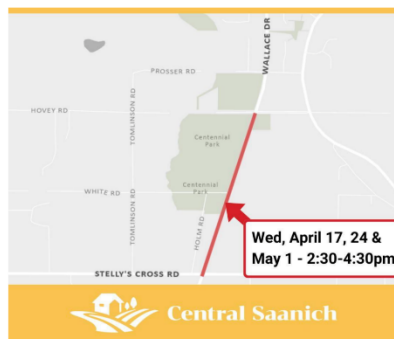 WALLACE DR
PROSSER RD
HOVEY RD
TOMLINSON RD
Centennial
Park
WHITE RD
Centennial
Park
TOMLINSON RD
HOLM RD
Wed, April 17, 24 &
May 1 - 2:30-4:30pm
STELLY'S CROSS RD
Central Saanich